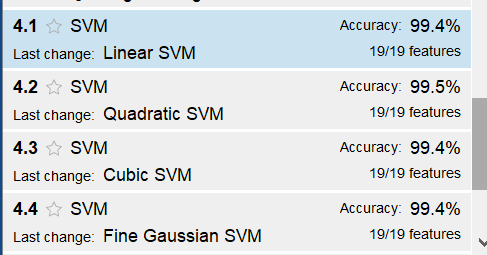 4.1 SVM Accuracy: 99.4%
Last change: Linear SVM 19/19 features
4.2 SVM Accuracy: 99.5%
Last change: Quadratic SVM 19/19 features
4.3 SVM Accuracy: 99.4%
Last change: Cubic SVM 19/19 features
4.4 SVM Accuracy: 99.4%
Last change: Fine Gaussian SVM 19/19 features